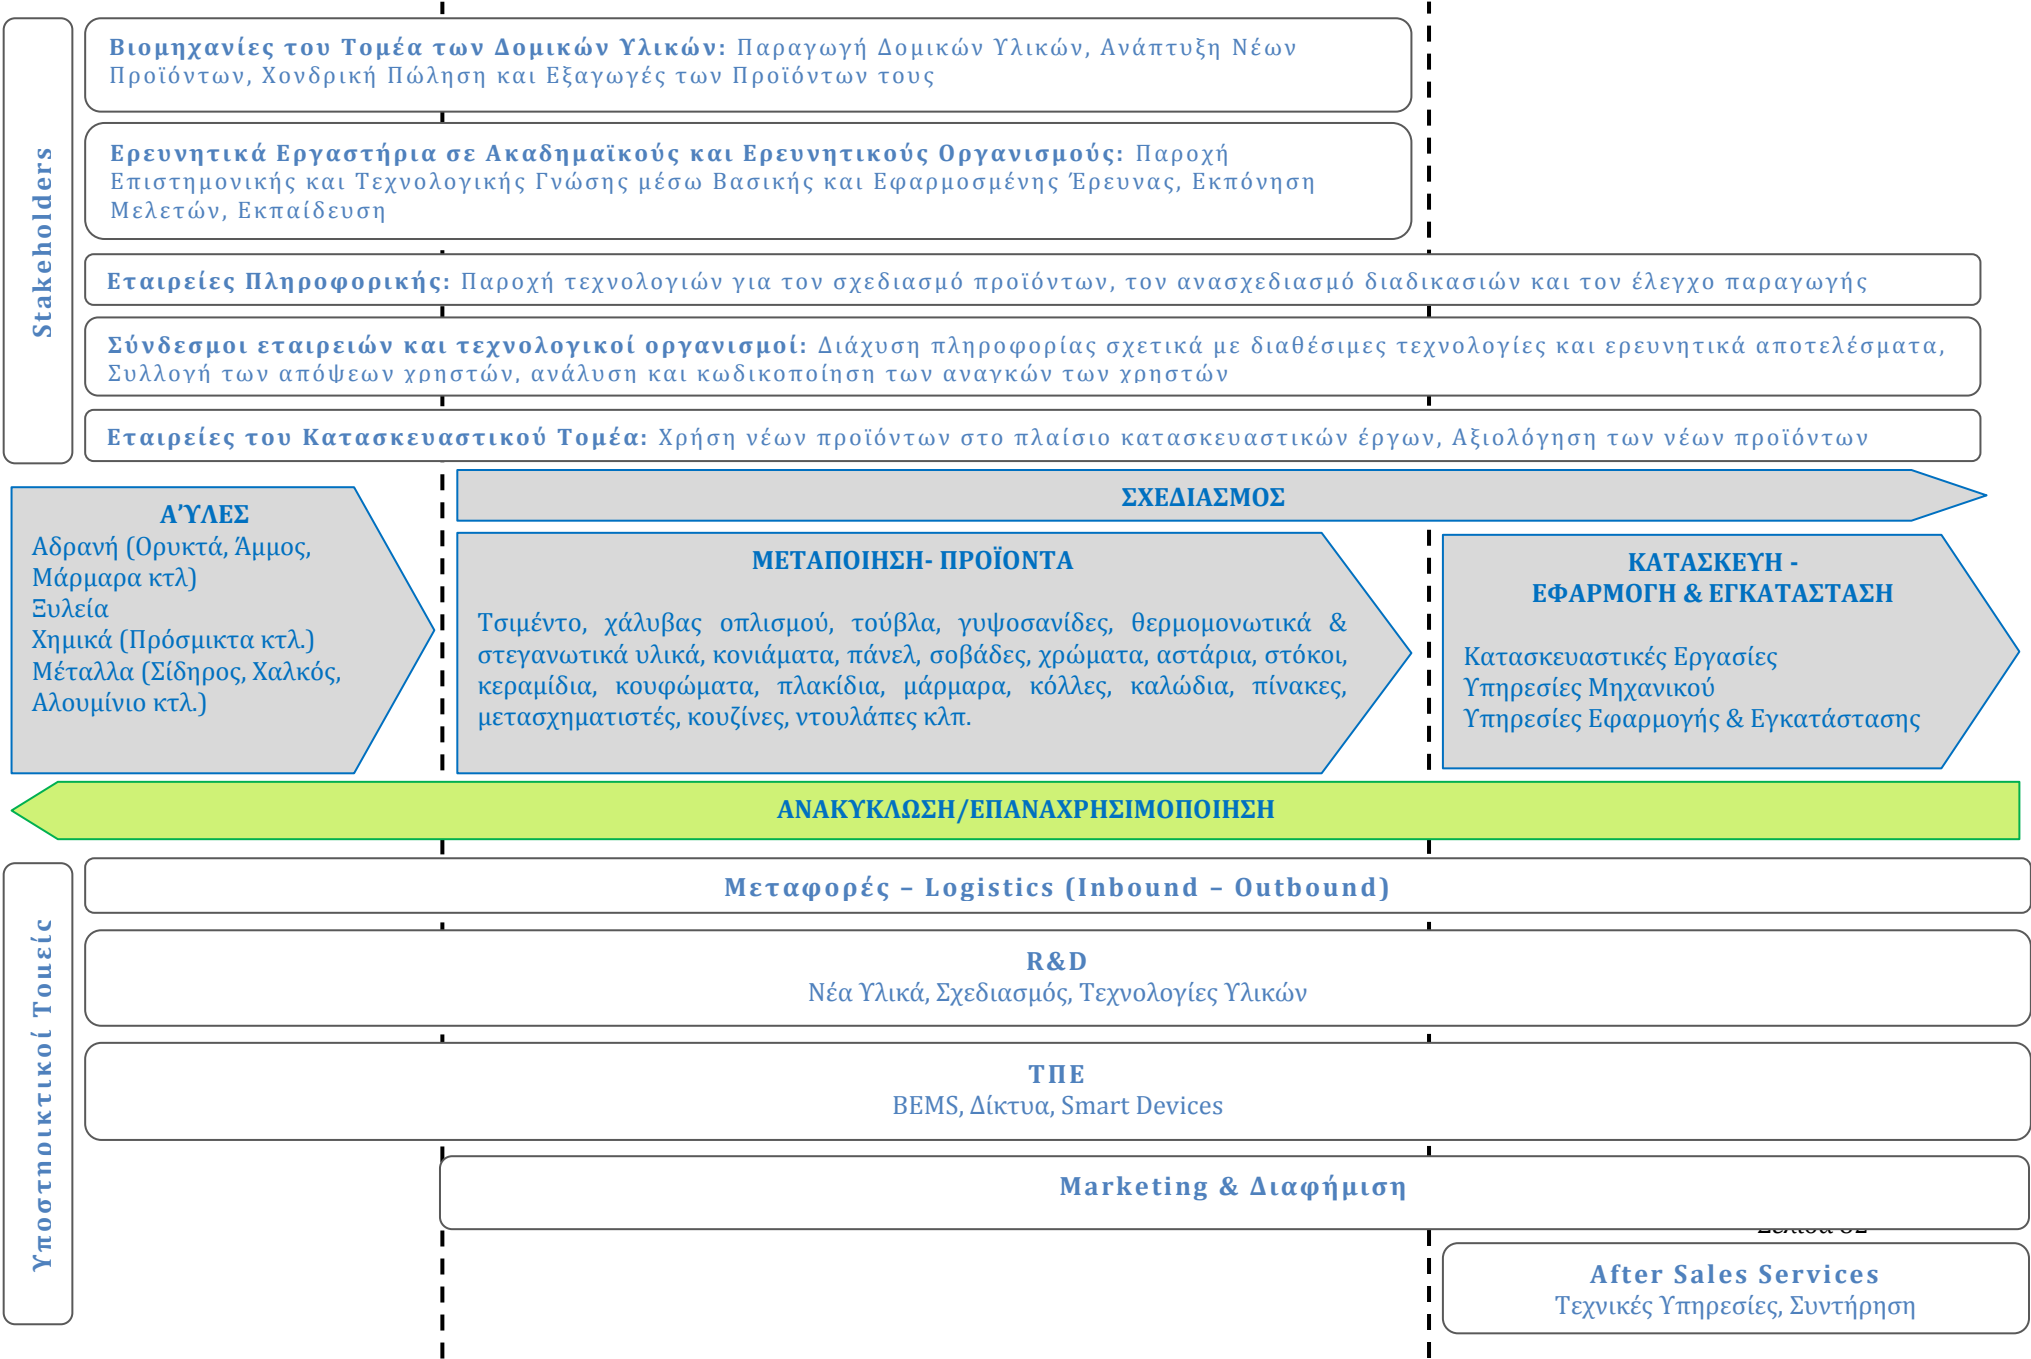 Stakeholders
Βιομηχανίες του Τομέα των Δομικών Υλικών: Παραγωγή Δομικών Υλικών, Ανάπτυξη Νέων
Προϊόντων, Χονδρική Πώληση και Εξαγωγές των Προϊόντων τους
Ερευνητικά Εργαστήρια σε Ακαδημαϊκούς και Ερευνητικούς Οργανισμούς: Παροχή
Επιστημονικής και Τεχνολογικής Γνώσης μέσω Βασικής και Εφαρμοσμένης Έρευνας, Εκπόνηση
Μελετών, Εκπαίδευση
Εταιρείες Πληροφορικής: Παροχή τεχνολογιών για τον σχεδιασμό προϊόντων, τον ανασχεδιασμό διαδικασιών και τον έλεγχο παραγωγής
Σύνδεσμοι εταιρειών και τεχνολογικοί οργανισμοί: Διάχυση πληροφορίας σχετικά με διαθέσιμες τεχνολογίες και ερευνητικά αποτελέσματα,
Συλλογή των απόψεων χρηστών, ανάλυση και κωδικοποίηση των αναγκών των χρηστών
Εταιρείες του Κατασκευαστικού Τομέα: Χρήση νέων προϊόντων στο πλαίσιο κατασκευαστικών έργων, Αξιολόγηση των νέων προϊόντων
Α'ΎΛΕΣ
Αδρανή (Ορυκτά, Άμμος,
Μάρμαρα κτλ)
Ξυλεία
Χημικά (Πρόσμικτα κτλ.)
Μέταλλα (Σίδηρος, Χαλκός,
Αλουμίνιο κτλ.)
ΣΧΕΔΙΑΣΜΟΣ
ΜΕΤΑΠΟΙΗΣΗ- ΠΡΟΪΟΝΤΑ
Τσιμέντο, χάλυβας οπλισμού, τούβλα, γυψοσανίδες, θερμομονωτικά &
στεγανωτικά υλικά, κονιάματα, πάνελ, σοβάδες, χρώματα, αστάρια, στόκοι,
κεραμίδια, κουφώματα, πλακίδια, μάρμαρα, κόλλες, καλώδια, πίνακες,
μετασχηματιστές, κουζίνες, ντουλάπες κλπ.
ΚΑΤΑΣΚΕΥΗ -
ΕΦΑΡΜΟΓΗ & ΕΓΚΑΤΑΣΤΑΣΗ
Κατασκευαστικές Εργασίες
Υπηρεσίες Μηχανικού
Υπηρεσίες Εφαρμογής & Εγκατάστασης
ΑΝΑΚΥΚΛΩΣΗ/ΕΠΑΝΑΧΡΗΣΙΜΟΠΟΙΗΣΗ
Υποστηρικτικοί Τομείς
Μεταφορές – Logistics (Inbound – Outbound)
R&D
Νέα Υλικά, Σχεδιασμός, Τεχνολογίες Υλικών
ΤΠΕ
BEMS, Δίκτυα, Smart Devices
Marketing & Διαφήμιση
After Sales Services
Τεχνικές Υπηρεσίες, Συντήρηση